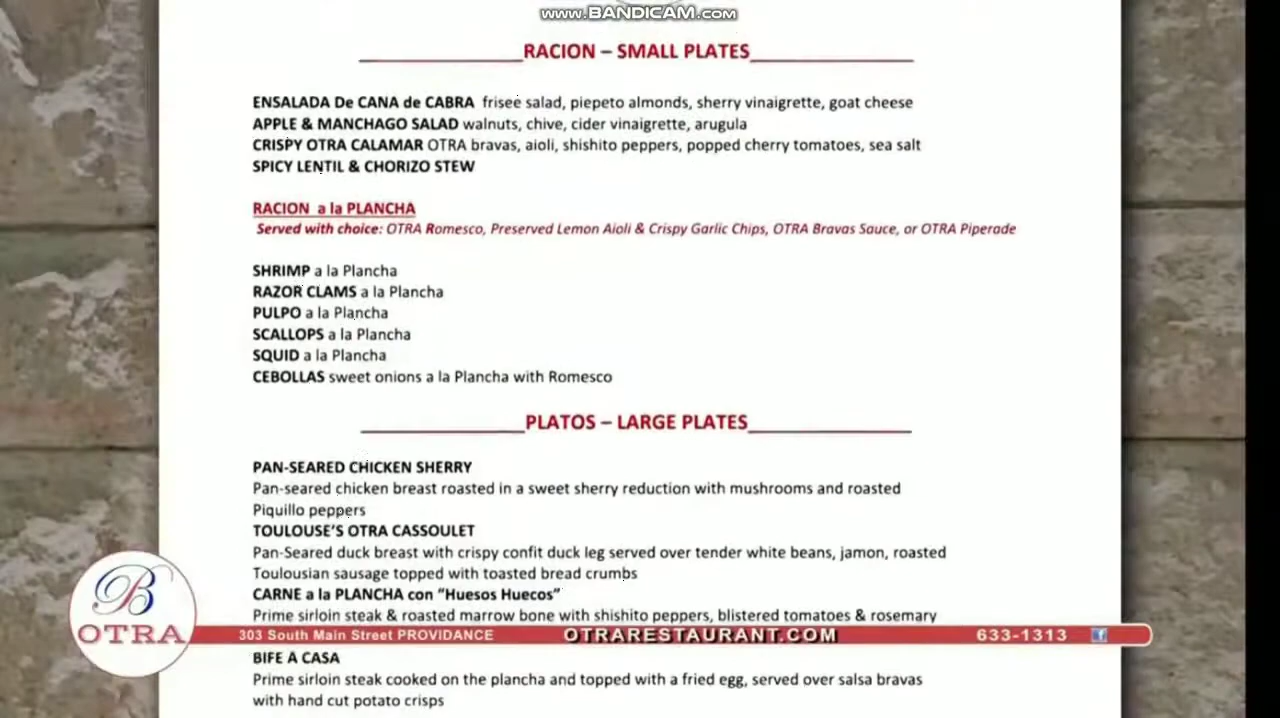 www.BANDICAM.com
RACION – SMALL PLATES
ENSALADA De CANA de CABRA frisee salad, piepeto almonds, sherry vinaigrette, goat cheese
APPLE & MANCHAGO SALAD walnuts, chive, cider vinaigrette, arugula
CRISPY OTRA CALAMAR OTRA bravas, aioli, shishito peppers, popped cherry tomatoes, sea salt
SPICY LENTIL & CHORIZO STEW
RACION a la PLANCHA
Served with choice: OTRA Romesco, Preserved Lemon Aioli & Crispy Garlic Chips, OTRA Bravas Sauce, or OTRA Piperade
SHRIMP a la Plancha
RAZOR CLAMS a la Plancha
PULPO a la Plancha
SCALLOPS a la Plancha
SQUID a la Plancha
CEBOLLAS sweet onions a la Plancha with Romesco
PLATOS – LARGE PLATES
PAN-SEARED CHICKEN SHERRY
Pan-seared chicken breast roasted in a sweet sherry reduction with mushrooms and roasted
Piquillo peppers
TOULOUSE'S OTRA CASSOULET
Pan-Seared duck breast with crispy confit duck leg served over tender white beans, jamon, roasted
Toulousian sausage topped with toasted bread crumbs
CARNE a la PLANCHA con "Huesos Huecos"
Prime sirloin steak & roasted marrow bone with shishito peppers, blistered tomatoes & rosemary
B
OTRA
303 South Main Street PROVIDANCE OTRARESTAURANT.COM 633-1313 f
BIFE A CASA
Prime sirloin steak cooked on the plancha and topped with a fried egg, served over salsa bravas
with hand cut potato crisps